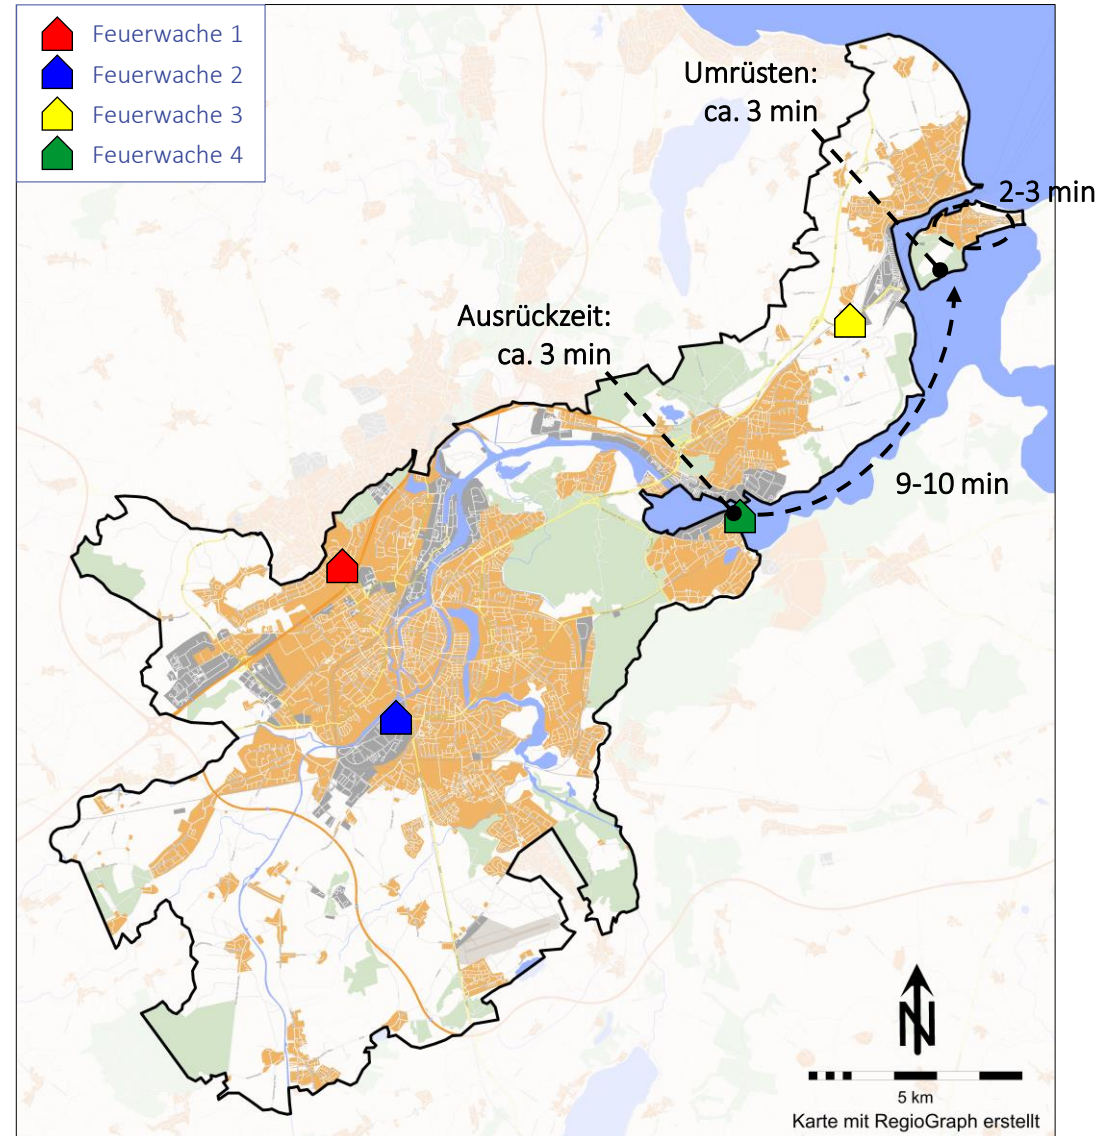 Feuerwache 1
Feuerwache 2
Feuerwache 3
Feuerwache 4
Umrüsten:
ca. 3 min
2-3 min
Ausrückzeit:
ca. 3 min
9-10 min
N
5 km
Karte mit RegioGraph erstellt